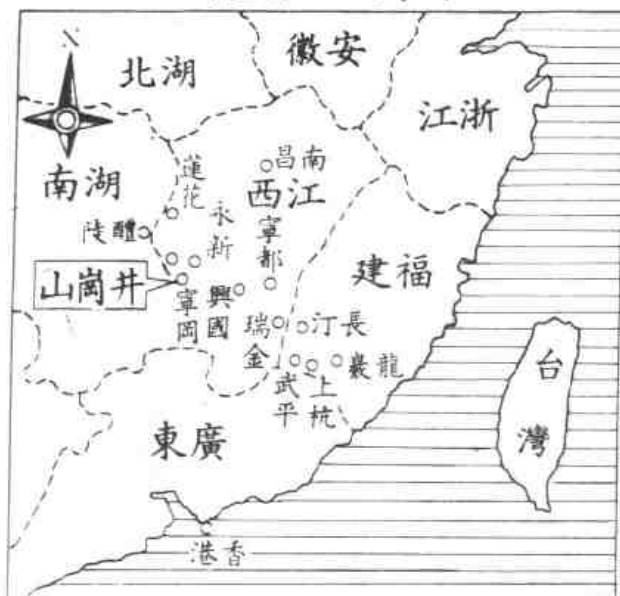 N
湖北
安徽
浙江
湖南
蓮花
南昌
江西
永新
寧都
醴陵
福建
井崗山
寧岡
興國
瑞金
長汀
龍巖
武平
上杭
台灣
廣東
香港